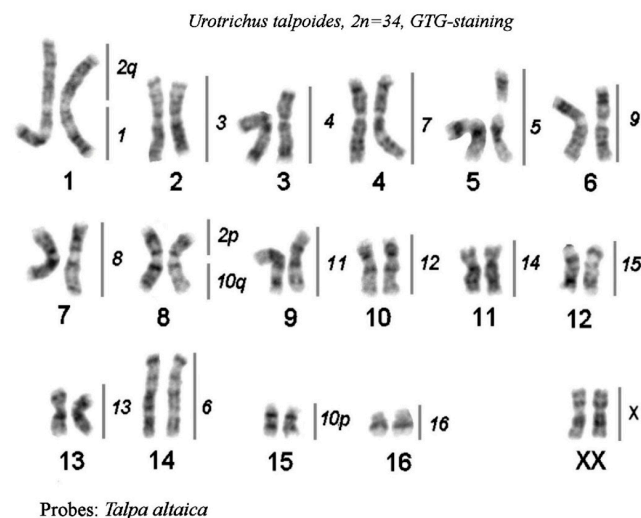 Urotrichus talpoides, 2n=34, GTG-staining
2q
1
3
4
7
5
9
1 2 3 4 5 6
8
2p
10q
11
12
14
15
7 8 9 10 11 12
13
6
10p
16
X
13 14 15 16 XX
Probes: Talpa altaica